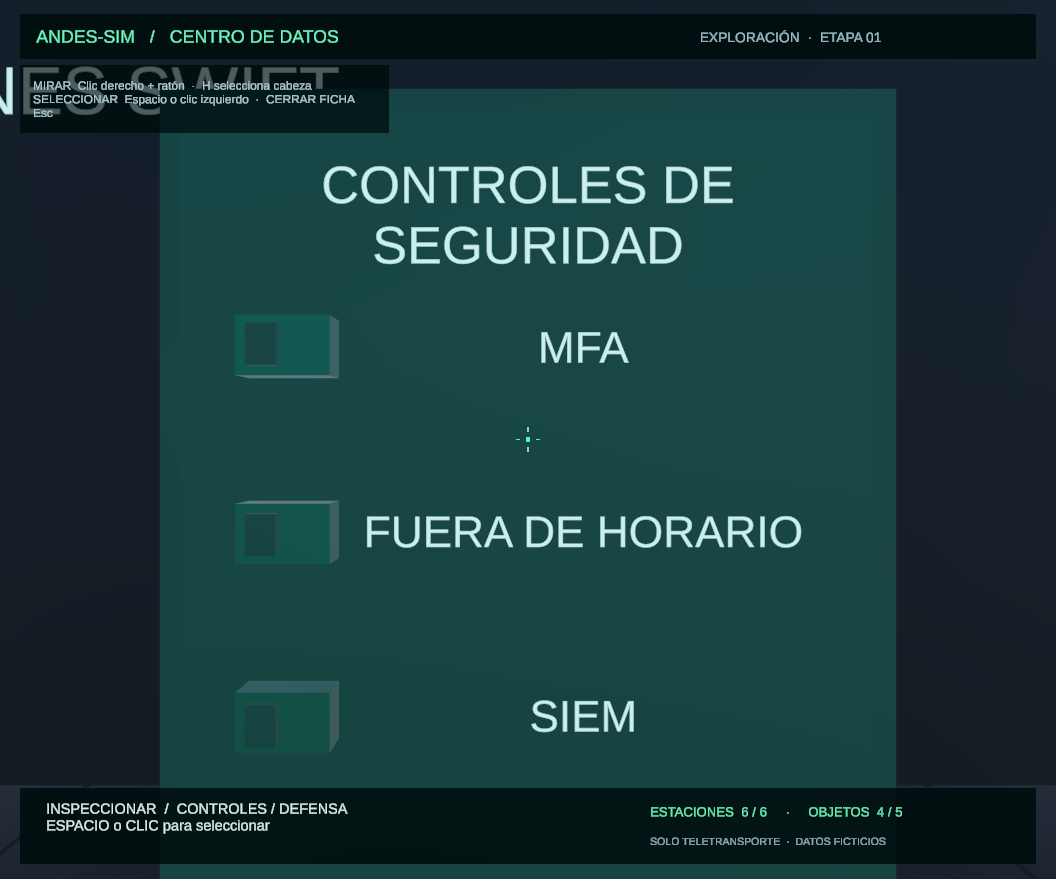 ANDES-SIM / CENTRO DE DATOS
EXPLORACIÓN · ETAPA 01
NES SWIFT
MIRAR Clic derecho + ratón · H selecciona cabeza
SELECCIONAR Espacio o clic izquierdo · CERRAR FICHA
Esc
CONTROLES DE
SEGURIDAD
MFA
FUERA DE HORARIO
SIEM
INSPECCIONAR / CONTROLES / DEFENSA
ESPACIO o CLIC para seleccionar
ESTACIONES 6 / 6 · OBJETOS 4 / 5
SOLO TELETRANSPORTE · DATOS FICTICIOS